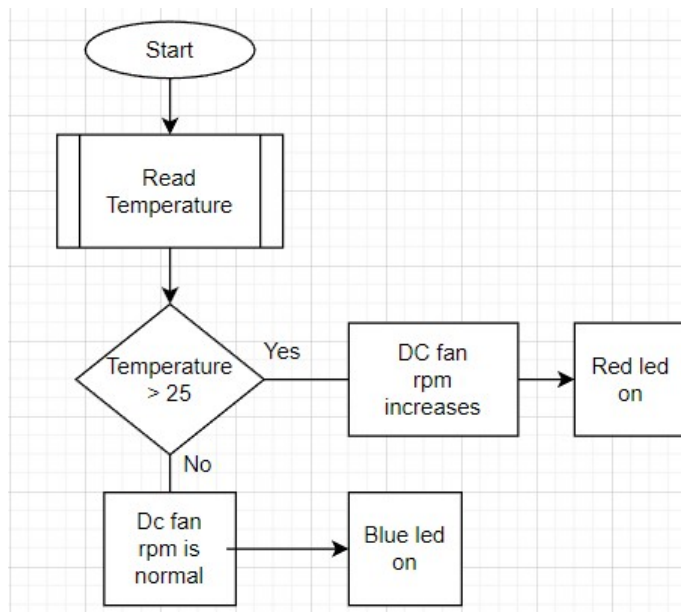 Start
Read
Temperature
Temperature
> 25
Yes
DC fan
rpm
increases
Red led
on
No
Dc fan
rpm is
normal
Blue led
on